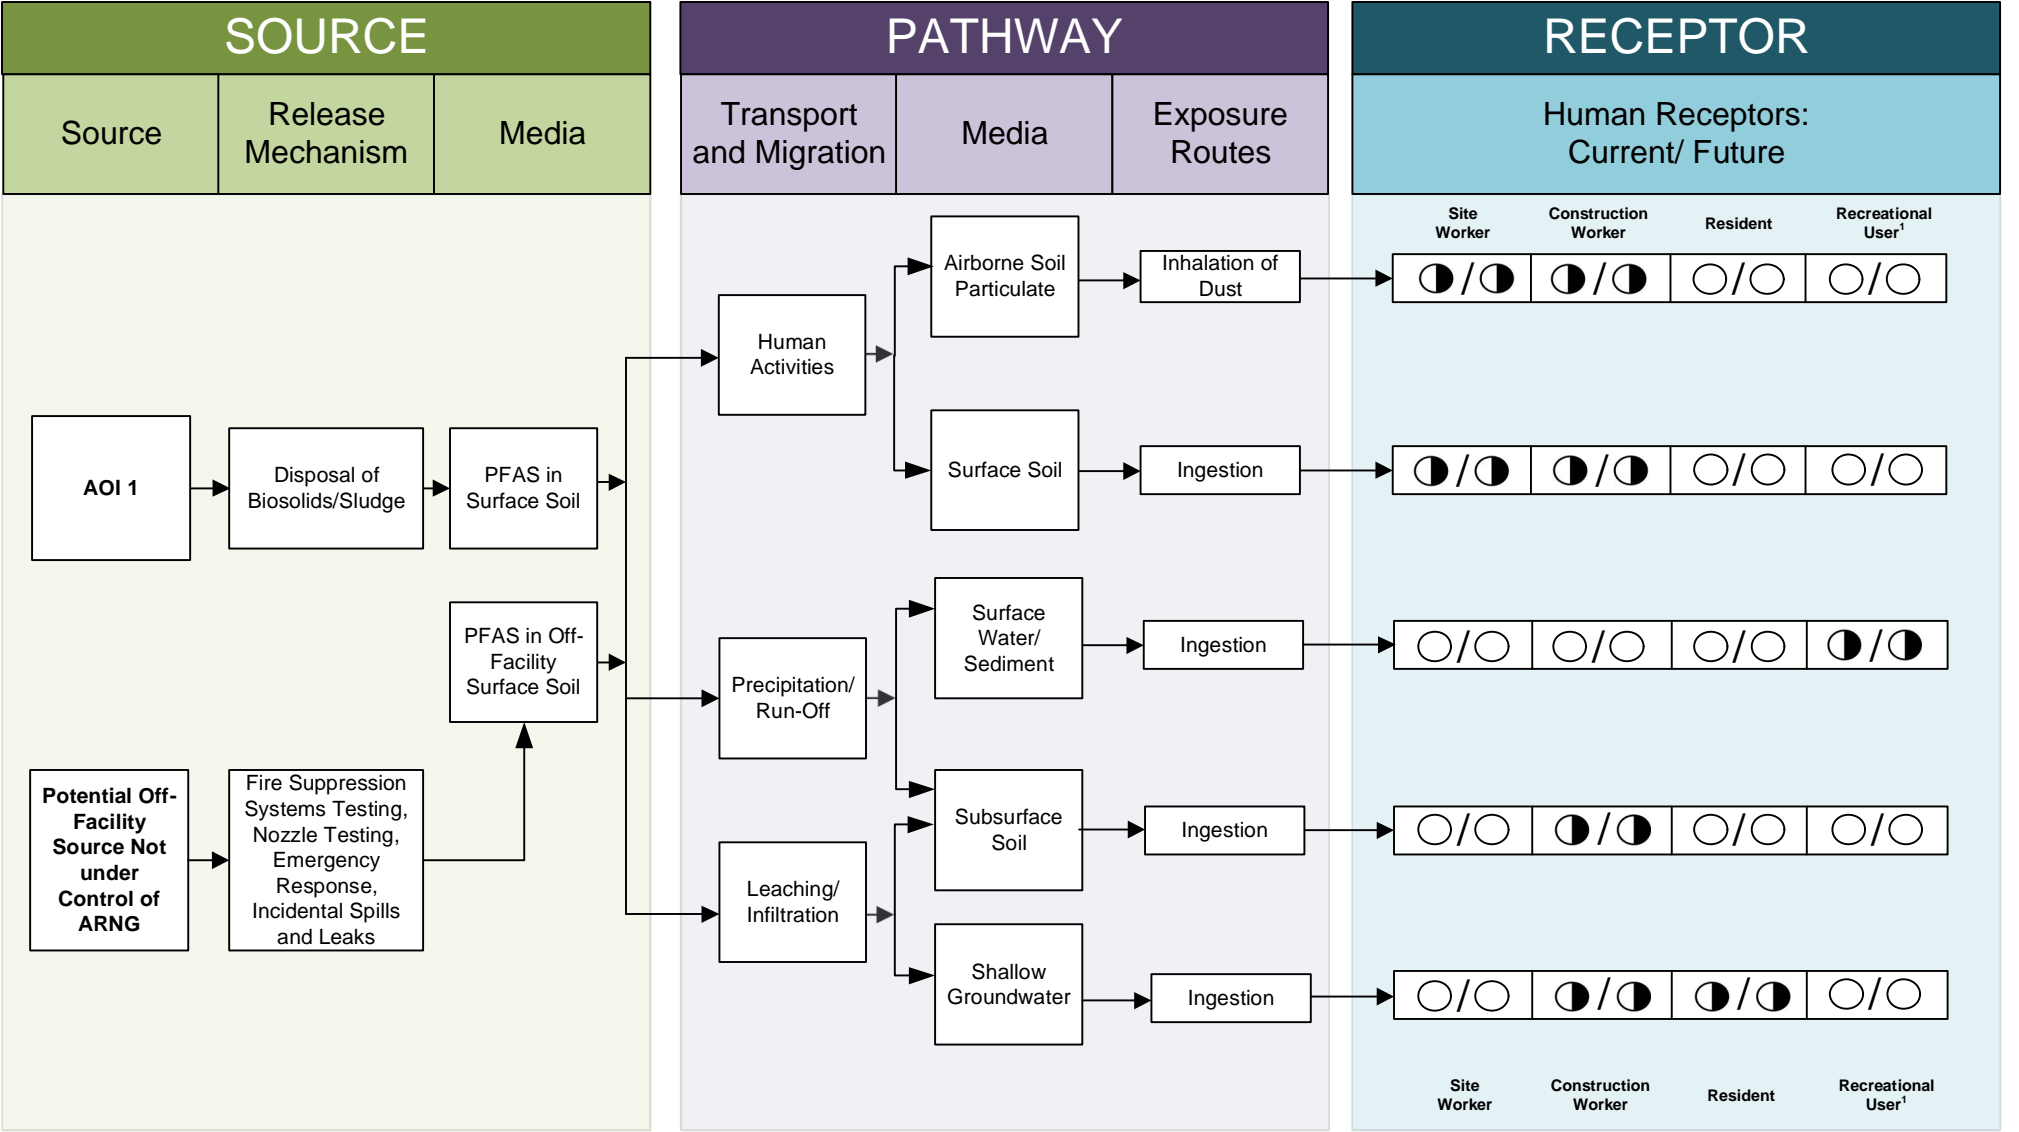 SOURCE
Source
Release
Mechanism
Media
PATHWAY
Transport
and Migration
Media
Exposure
Routes
RECEPTOR
Human Receptors:
Current/ Future
Site
Worker
Construction
Worker
Resident
Recreational
User1
AOI 1
Disposal of
Biosolids/Sludge
PFAS in
Surface Soil
PFAS in Off-
Facility
Surface Soil
Potential Off-
Facility
Source Not
under
Control of
ARNG
Fire Suppression
Systems Testing,
Nozzle Testing,
Emergency
Response,
Incidental Spills
and Leaks
Human
Activities
Airborne Soil
Particulate
Inhalation of
Dust
/
/
/
/
Surface Soil
Ingestion
/
/
/
/
Precipitation/
Run-Off
Surface
Water/
Sediment
Ingestion
/
/
/
/
Subsurface
Soil
Ingestion
/
/
/
/
Leaching/
Infiltration
Shallow
Groundwater
Ingestion
/
/
/
/
Site
Worker
Construction
Worker
Resident
Recreational
User1